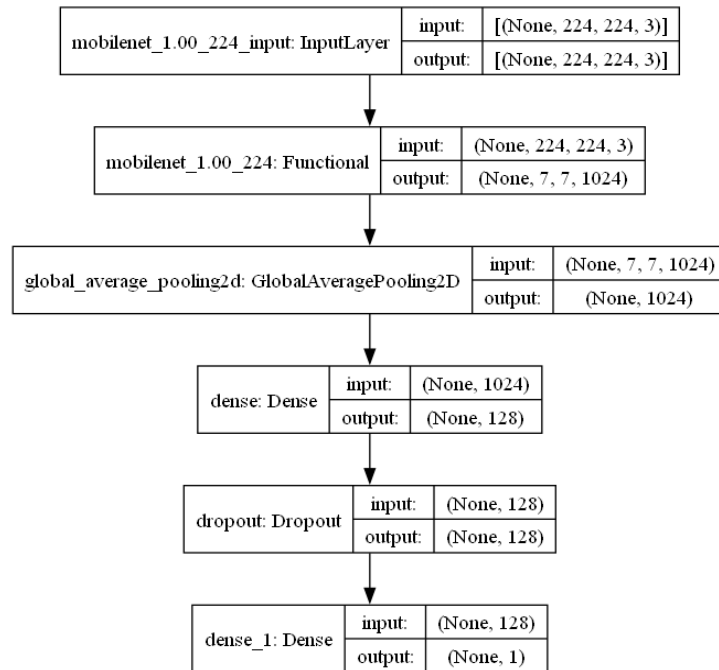 mobilenet_1.00_224_input: InputLayer
input: [(None, 224, 224, 3)]
output: [(None, 224, 224, 3)]
mobilenet_1.00_224: Functional
input: (None, 224, 224, 3)
output: (None, 7, 7, 1024)
global_average_pooling2d: GlobalAveragePooling2D
input: (None, 7, 7, 1024)
output: (None, 1024)
dense: Dense
input: (None, 1024)
output: (None, 128)
dropout: Dropout
input: (None, 128)
output: (None, 128)
dense_1: Dense
input: (None, 128)
output: (None, 1)